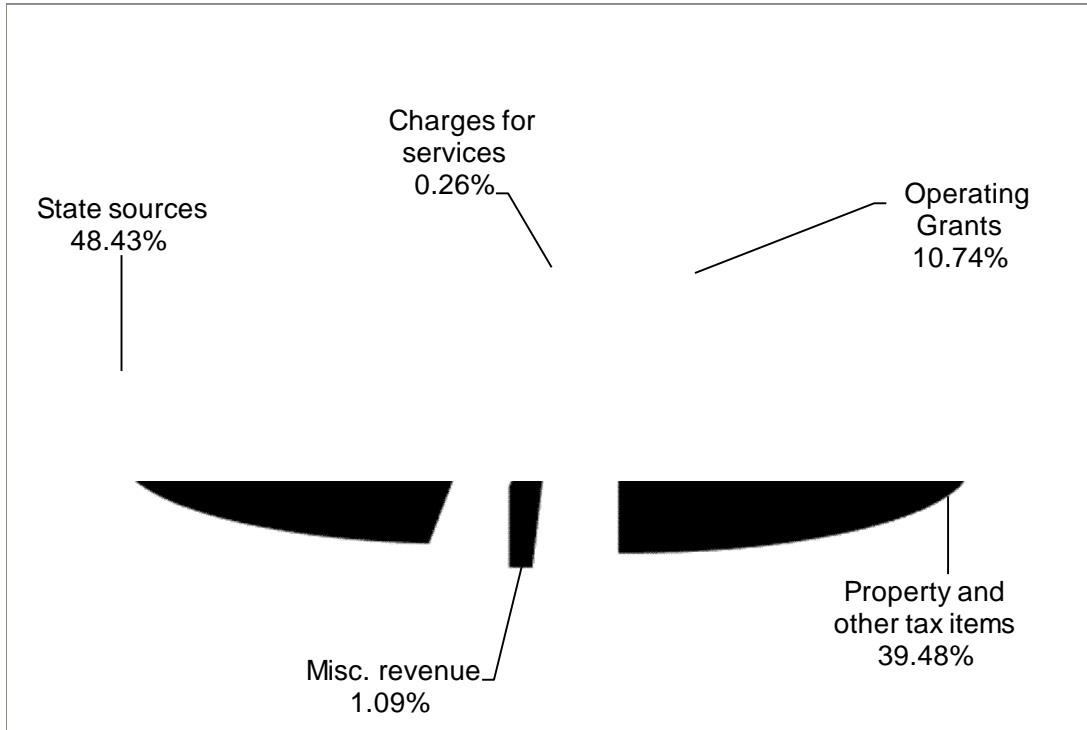 Charges for
services
0.26%
State sources
48.43%
Operating
Grants
10.74%
Property and
other tax items
39.48%
Misc. revenue
1.09%